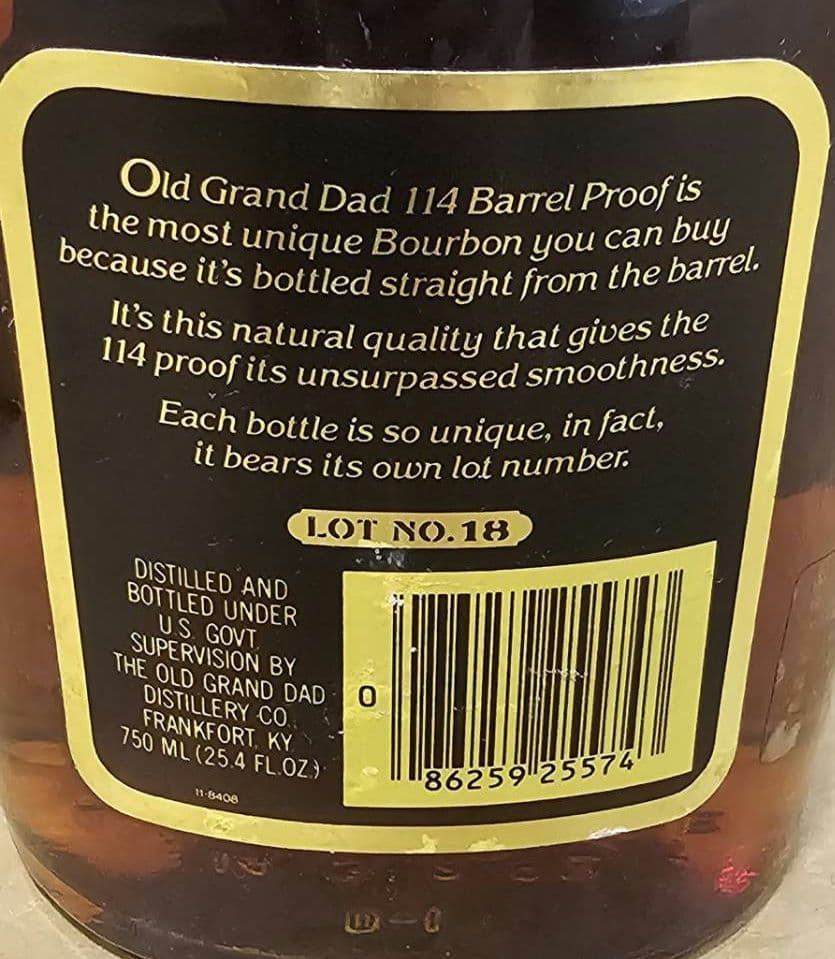 Old Grand Dad 114 Barrel Proof is
the most unique Bourbon you can buy
because it's bottled straight from the barrel.
It's this natural quality that gives the
114 proof its unsurpassed smoothness.
Each bottle is so unique, in fact,
it bears its own lot number.
LOT NO. 18
DISTILLED AND
BOTTLED UNDER
U.S. GOVT.
SUPERVISION BY
THE OLD GRAND DAD
DISTILLERY CO.
FRANKFORT, KY
750 ML (25.4 FL.OZ.)
11-8408
0 86259 25574